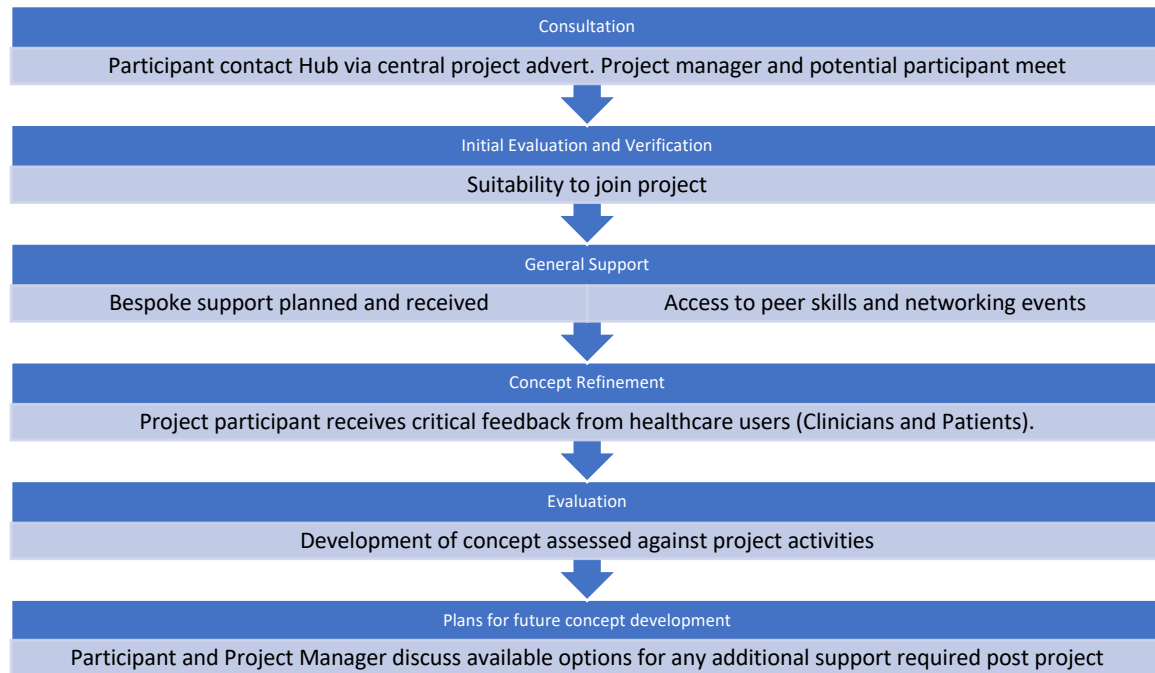 Consultation
Participant contact Hub via central project advert. Project manager and potential participant meet
Initial Evaluation and Verification
Suitability to join project
General Support
Bespoke support planned and received
Access to peer skills and networking events
Concept Refinement
Project participant receives critical feedback from healthcare users (Clinicians and Patients).
Evaluation
Development of concept assessed against project activities
Plans for future concept development
Participant and Project Manager discuss available options for any additional support required post project